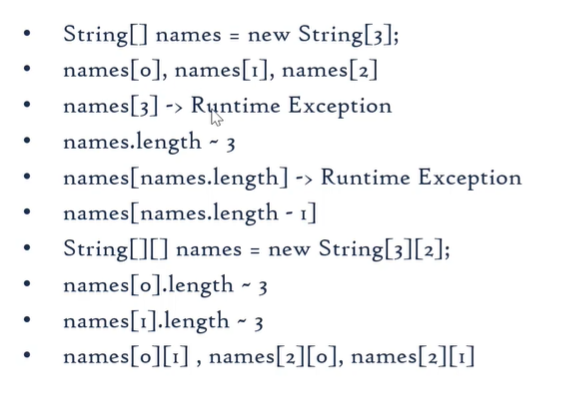 • String[] names = new String[3];
• names[0], names[1], names[2]
• names[3] -> Runtime Exception
• names.length ~ 3
• names[names.length] -> Runtime Exception
• names[names.length - 1]
• String[][] names = new String[3][2];
• names[0].length ~ 3
• names[1].length ~ 3
• names[0][1] , names[2][0], names[2][1]